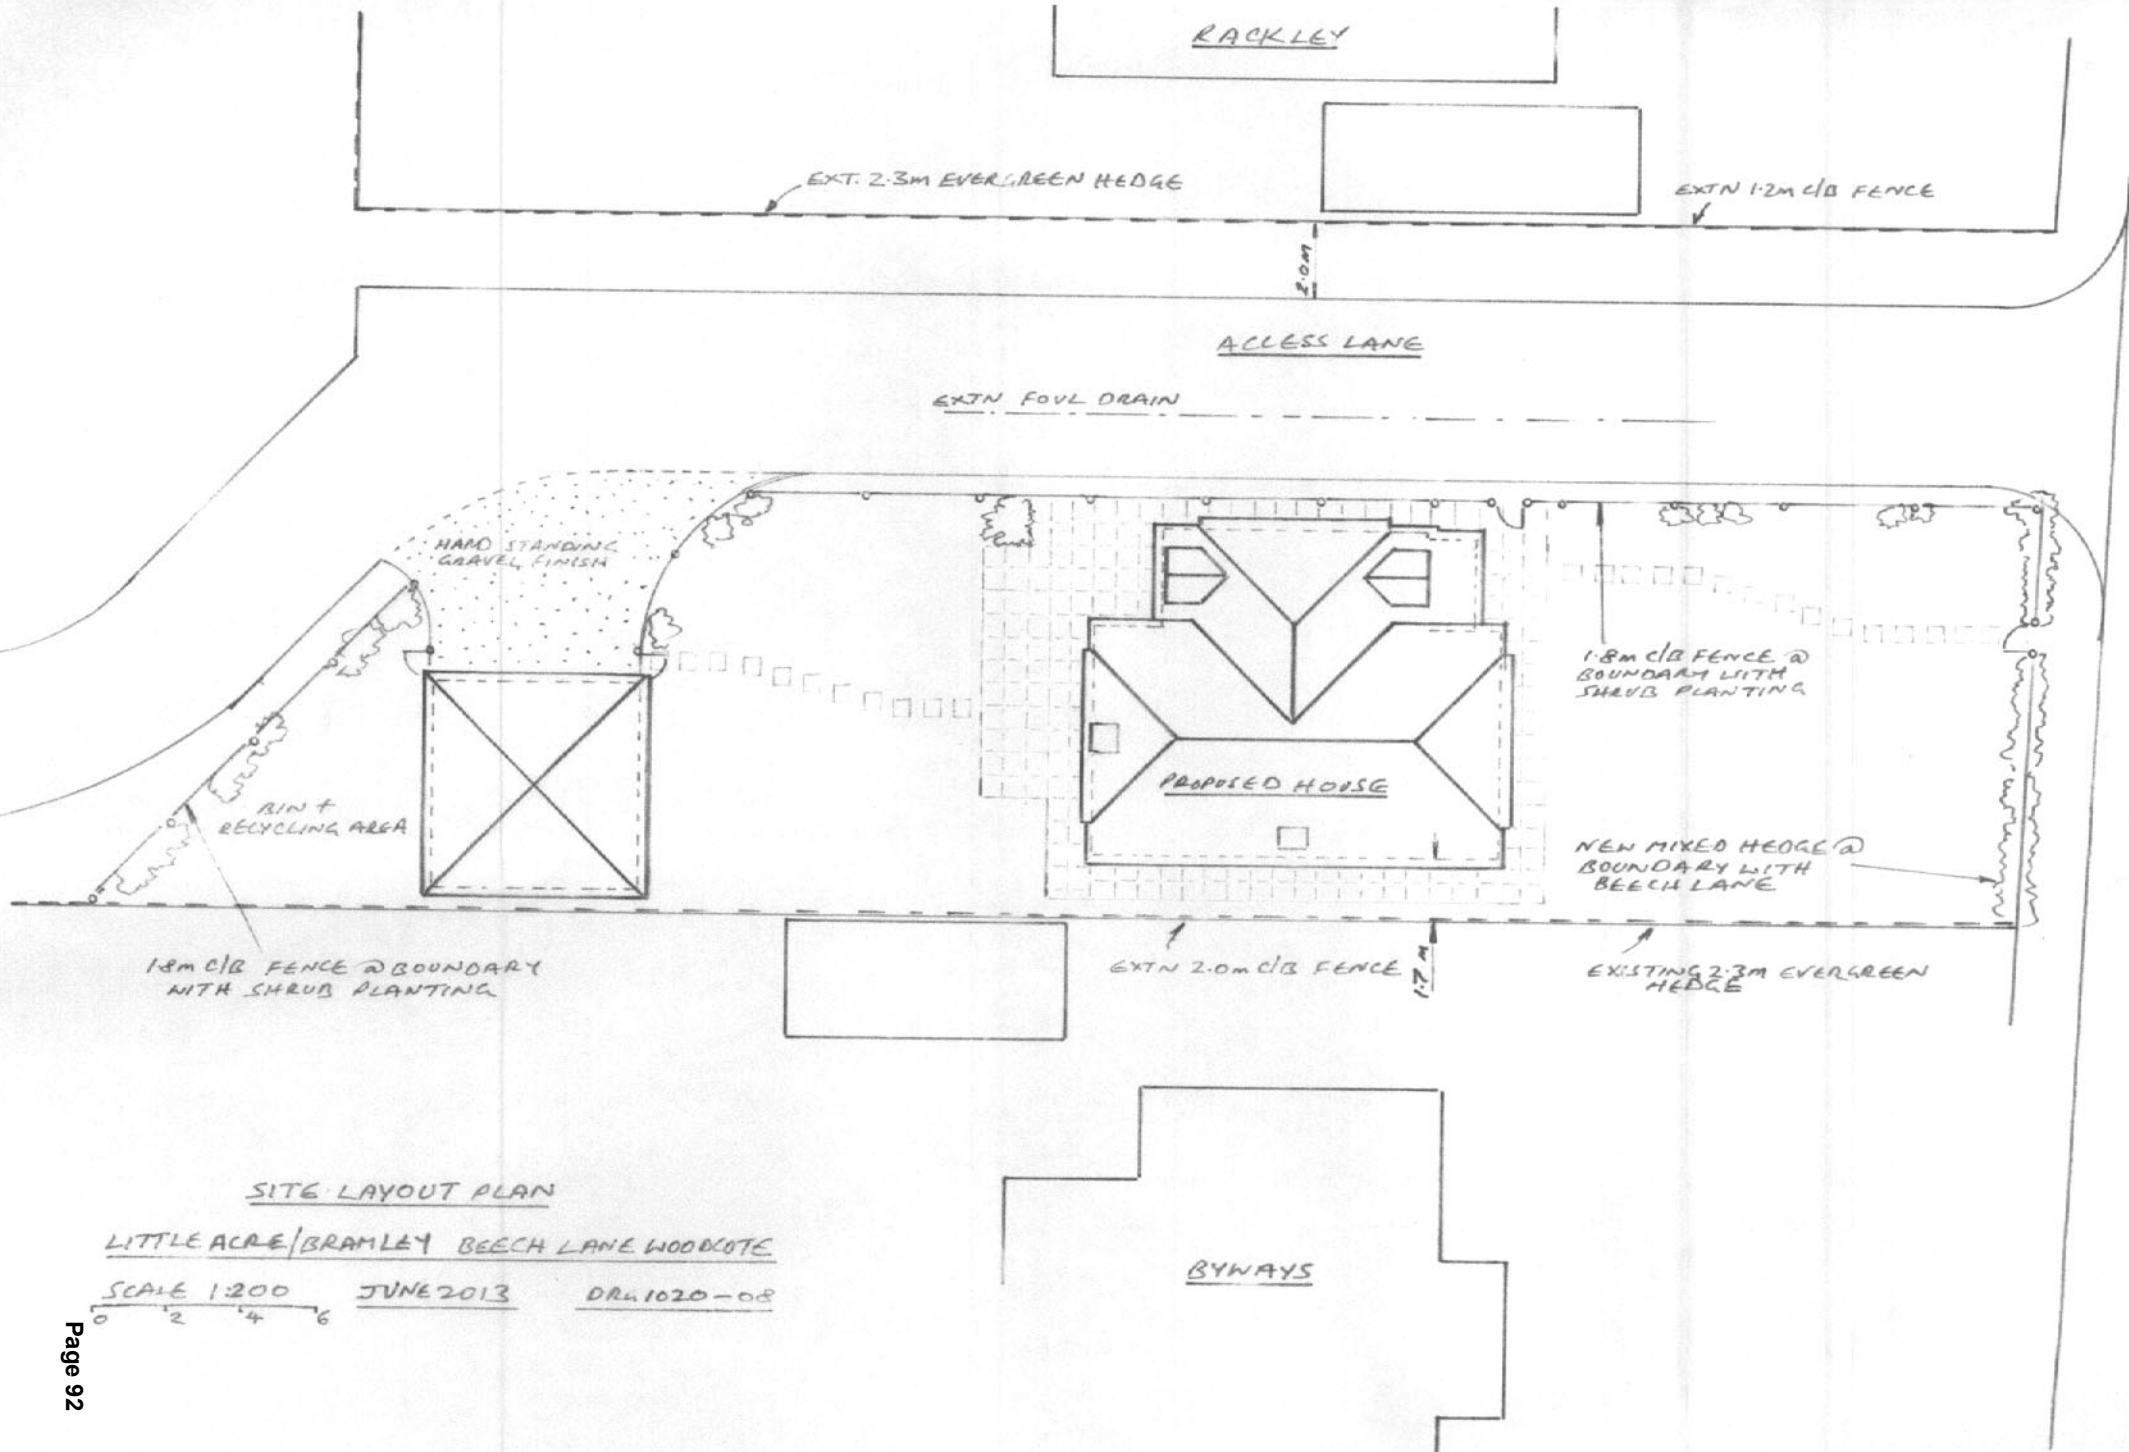 RACKLEY
EXT. 2.3m EVERGREEN HEDGE
EXTN 1.2m C/B FENCE
2.0M
ACCESS LANE
EXTN FOUL DRAIN
HARD STANDING
GRAVEL FINISH
1.8m C/B FENCE @
BOUNDARY WITH
SHRUB PLANTING
PROPOSED HOUSE
BIN +
RECYCLING AREA
NEW MIXED HEDGE @
BOUNDARY WITH
BEECH LANE
1.8m C/B FENCE @ BOUNDARY
WITH SHRUB PLANTING
EXTN 2.0m C/B FENCE
1.7 M
EXISTING 2.3m EVERGREEN
HEDGE
SITE LAYOUT PLAN
LITTLE ACRE/BRAMLEY BEECH LANE WOODCOTE
SCALE 1:200 JUNE 2013 DRG 1020-08
0 2 4 6
BYWAYS
Page 92